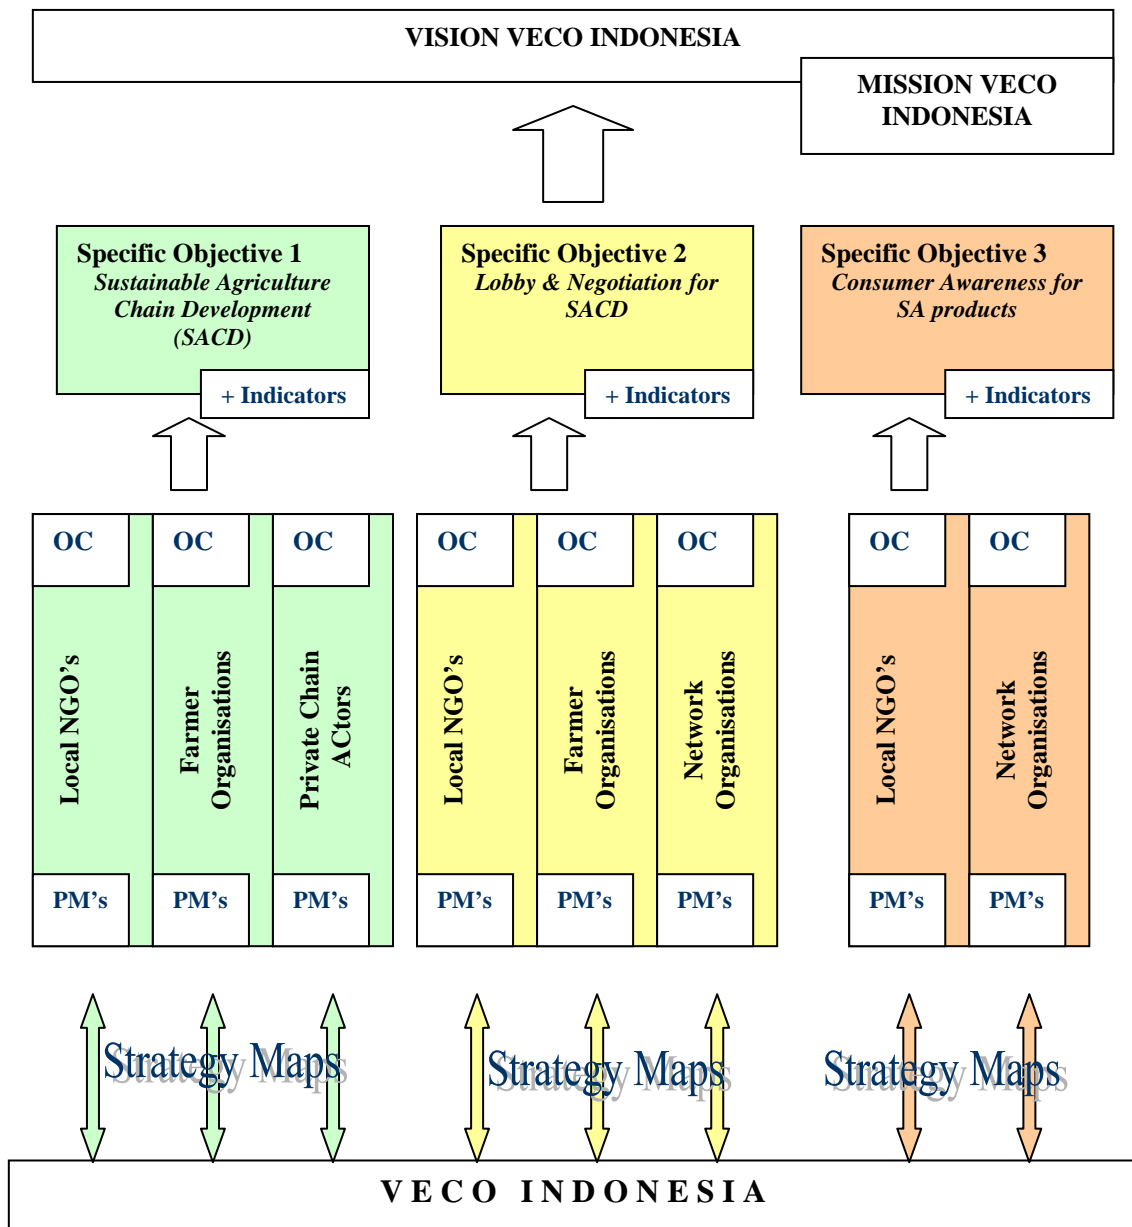 VISION VECO INDONESIA
MISSION VECO
INDONESIA
Specific Objective 1
Sustainable Agriculture
Chain Development
(SACD)
+ Indicators
Specific Objective 2
Lobby & Negotiation for
SACD
+ Indicators
Specific Objective 3
Consumer Awareness for
SA products
+ Indicators
OC
OC
OC
OC
OC
OC
OC
OC
Local NGO’s
Farmer
Organisations
Private Chain
ACtors
Local NGO’s
Farmer
Organisations
Network
Organisations
Local NGO’s
Network
Organisations
PM’s
PM’s
PM’s
PM’s
PM’s
PM’s
PM’s
PM’s
Strategy Maps
Strategy Maps
Strategy Maps
VECO INDONESIA